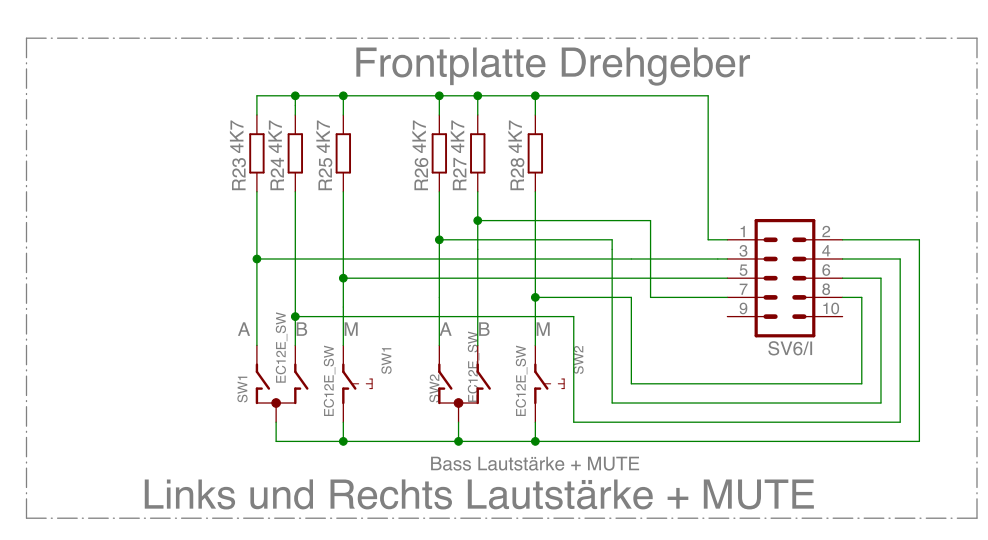 Frontplatte Drehgeber
R23 4K7
R24 4K7
R25 4K7
R26 4K7
R27 4K7
R28 4K7
1 2
3 4
5 6
7 8
9 10
SV6/I
A B M A B M
SW1
EC12E_SW
EC12E_SW
SW1
SW2
EC12E_SW
EC12E_SW
SW2
Bass Lautstärke + MUTE
Links und Rechts Lautstärke + MUTE